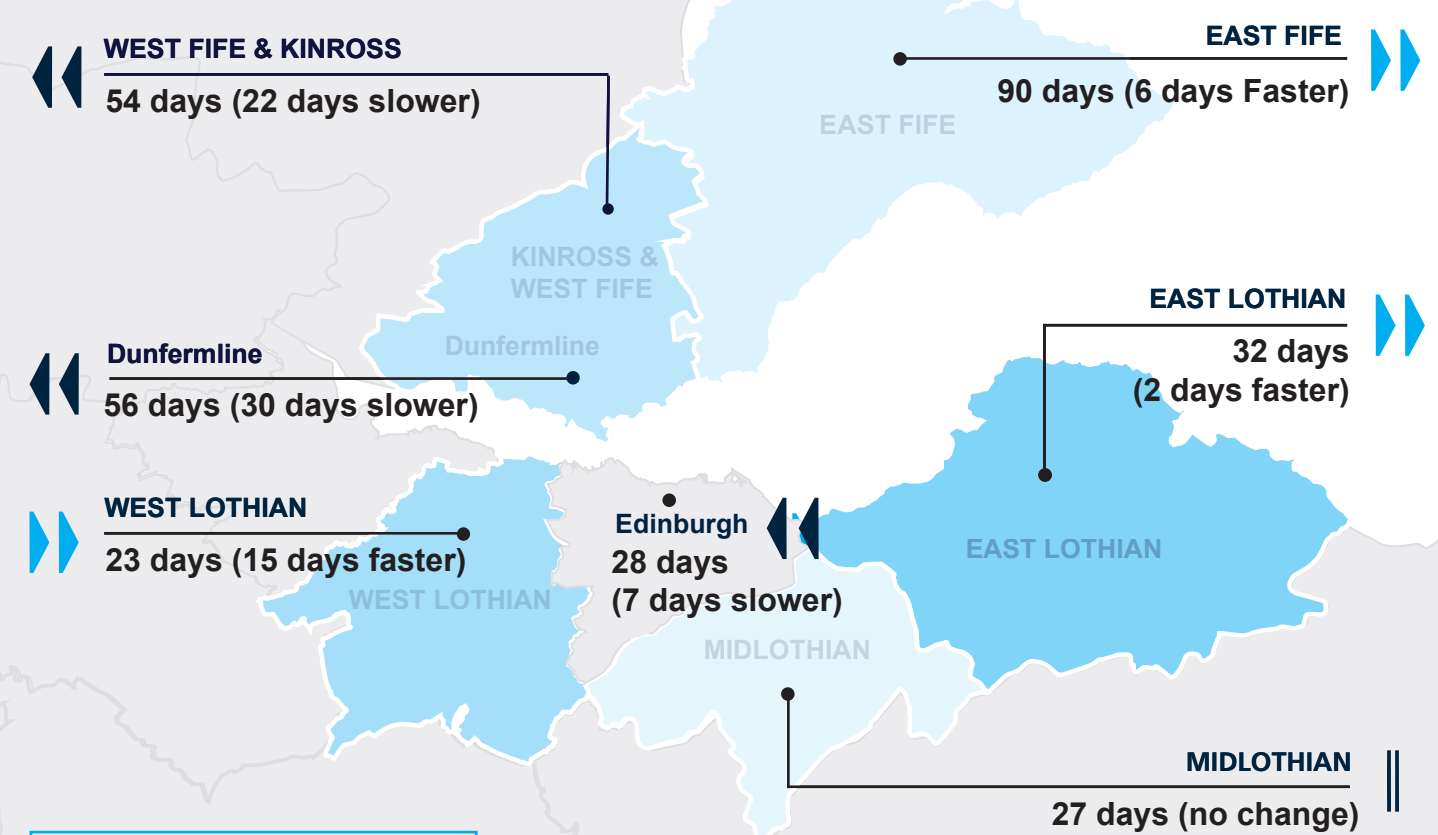 WEST FIFE & KINROSS
54 days (22 days slower)
EAST FIFE
90 days (6 days Faster)
EAST FIFE
KINROSS &
WEST FIFE
Dunfermline
Dunfermline
56 days (30 days slower)
EAST LOTHIAN
32 days
(2 days faster)
WEST LOTHIAN
23 days (15 days faster)
WEST LOTHIAN
Edinburgh
28 days
(7 days slower)
EAST LOTHIAN
MIDLOTHIAN
MIDLOTHIAN
27 days (no change)